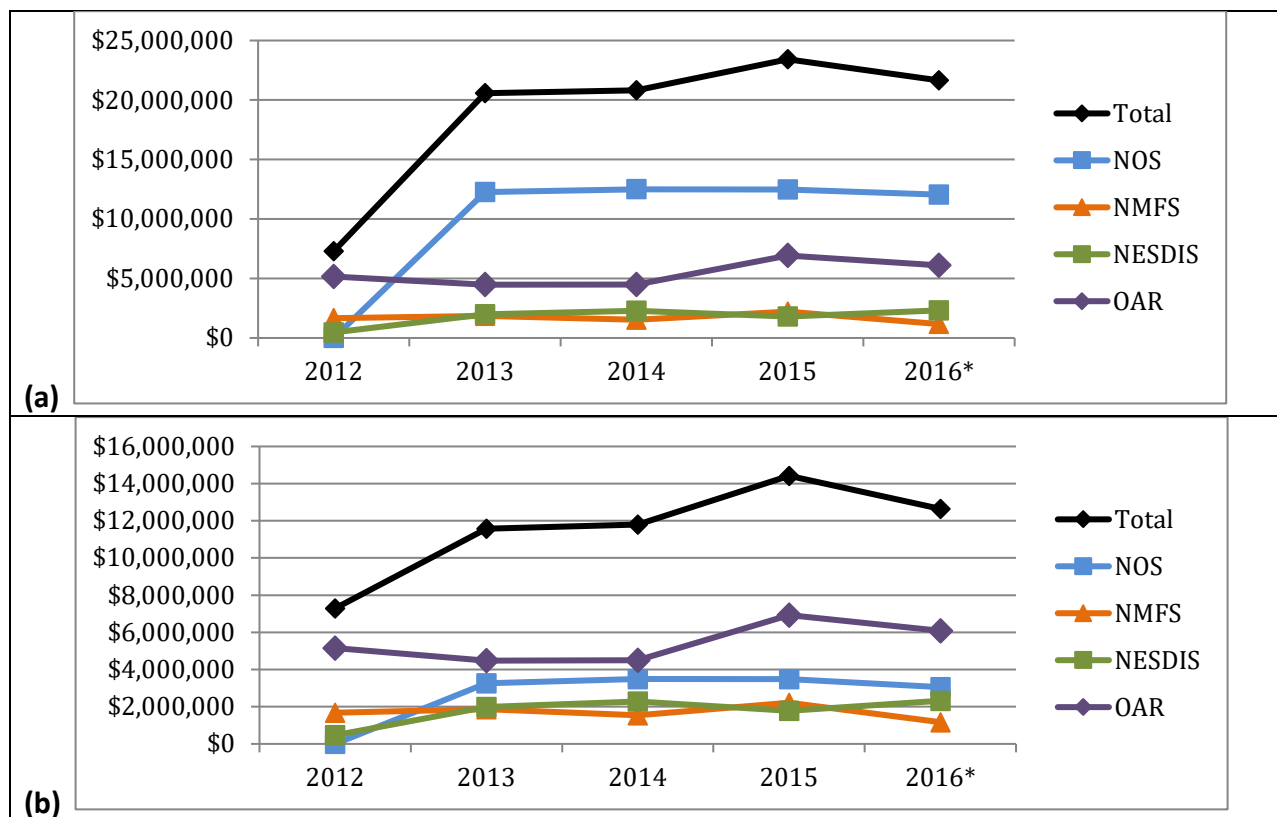 $25,000,000
$20,000,000
$15,000,000
$10,000,000
$5,000,000
$0
2012 2013 2014 2015 2016*
Total
NOS
NMFS
NESDIS
OAR
(a)
$16,000,000
$14,000,000
$12,000,000
$10,000,000
$8,000,000
$6,000,000
$4,000,000
$2,000,000
$0
2012 2013 2014 2015 2016*
Total
NOS
NMFS
NESDIS
OAR
(b)